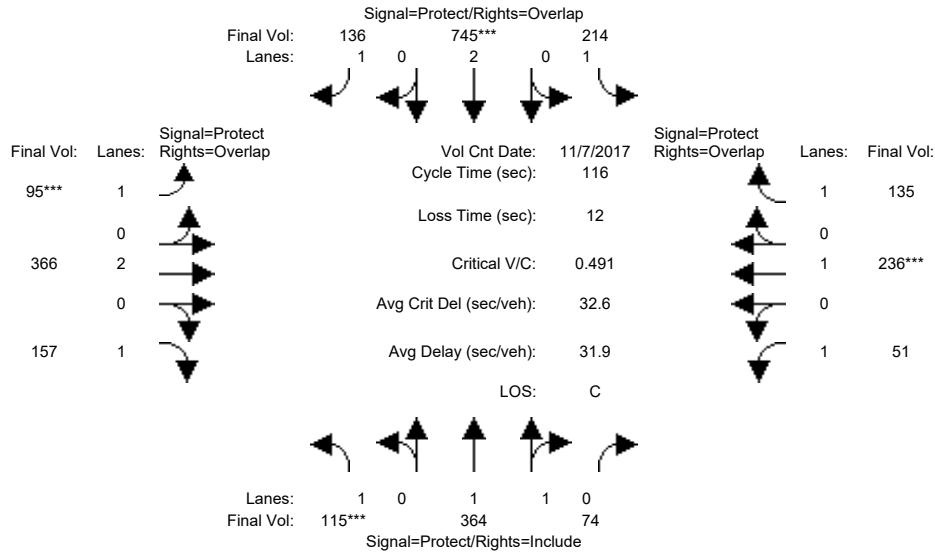 Signal=Protect/Rights=Overlap
Final Vol: 136 745*** 214
Lanes: 1 0 2 0 1
Signal=Protect Signal=Protect
Final Vol: Lanes: Rights=Overlap Vol Cnt Date: 11/7/2017 Rights=Overlap Lanes: Final Vol:
Cycle Time (sec): 116
95*** 1 1 135
Loss Time (sec): 12
0 0
366 2 Critical V/C: 0.491 1 236***
0 Avg Crit Del (sec/veh): 32.6 0
157 1 Avg Delay (sec/veh): 31.9 1 51
LOS: C
Lanes: 1 0 1 1 0
Final Vol: 115*** 364 74
Signal=Protect/Rights=Include